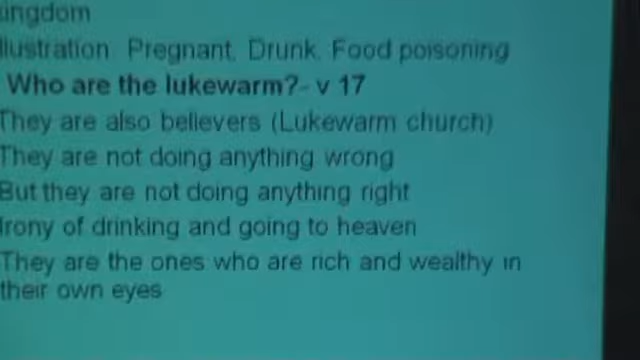 ingdom
llustration. Pregnant, Drunk, Food poisoning
Who are the lukewarm?- v 17
They are also believers (Lukewarm church)
They are not doing anything wrong
But they are not doing anything right
Irony of drinking and going to heaven
They are the ones who are rich and wealthy in
their own eyes